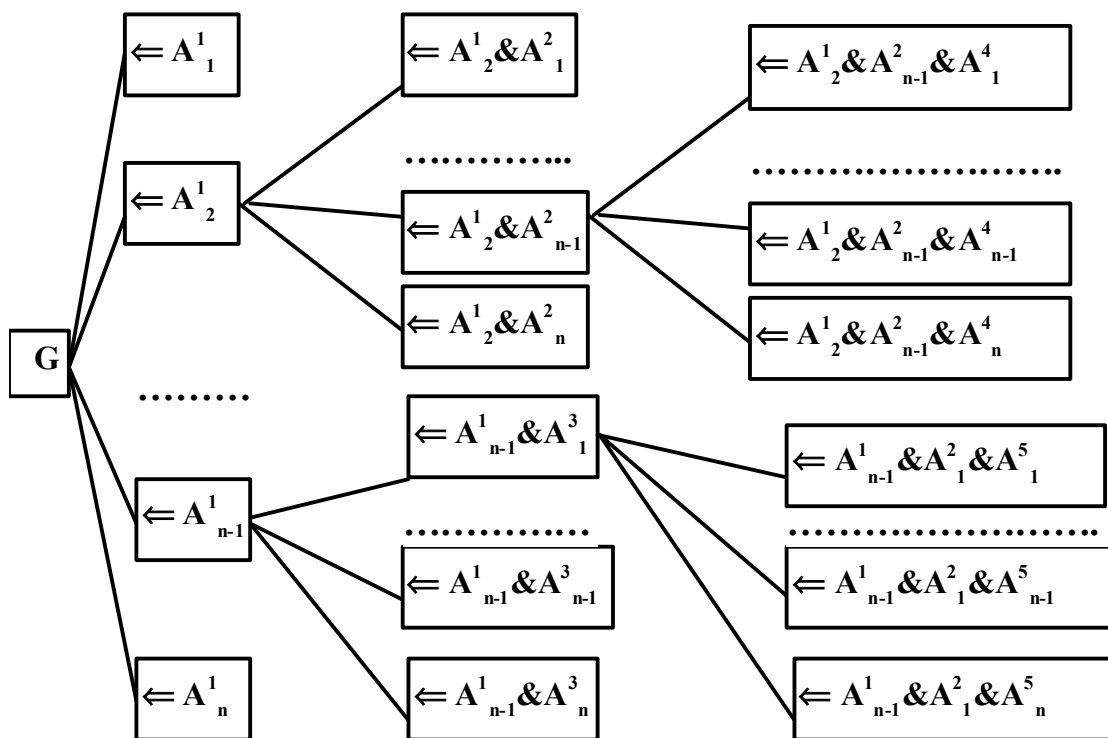 G
⇐ A¹₁
⇐ A¹₂
………
⇐ A¹ₙ₋₁
⇐ A¹ₙ
⇐ A¹₂&A²₁
……………
⇐ A¹₂&A²ₙ₋₁
⇐ A¹₂&A²ₙ
⇐ A¹ₙ₋₁&A³₁
………………
⇐ A¹ₙ₋₁&A³ₙ₋₁
⇐ A¹ₙ₋₁&A³ₙ
⇐ A¹₂&A²ₙ₋₁&A⁴₁
…………………………
⇐ A¹₂&A²ₙ₋₁&A⁴ₙ₋₁
⇐ A¹₂&A²ₙ₋₁&A⁴ₙ
⇐ A¹ₙ₋₁&A²₁&A⁵₁
…………………………
⇐ A¹ₙ₋₁&A²₁&A⁵ₙ₋₁
⇐ A¹ₙ₋₁&A²₁&A⁵ₙ